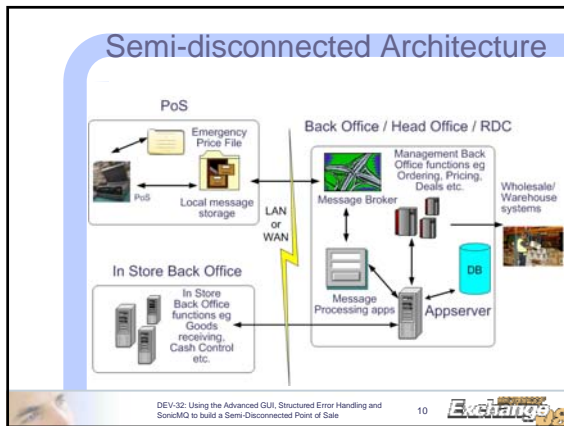 Semi-disconnected Architecture
PoS
Emergency
Price File
PoS
Local message
storage
LAN
or
WAN
Back Office / Head Office / RDC
Management Back
Office functions eg
Ordering, Pricing,
Deals etc.
Message Broker
Wholesale/
Warehouse
systems
DB
Message
Processing apps
Appserver
In Store Back Office
In Store
Back Office
functions eg
Goods
receiving,
Cash Control
etc.
DEV-32: Using the Advanced GUI, Structured Error Handling and
SonicMQ to build a Semi-Disconnected Point of Sale
10
Exchange